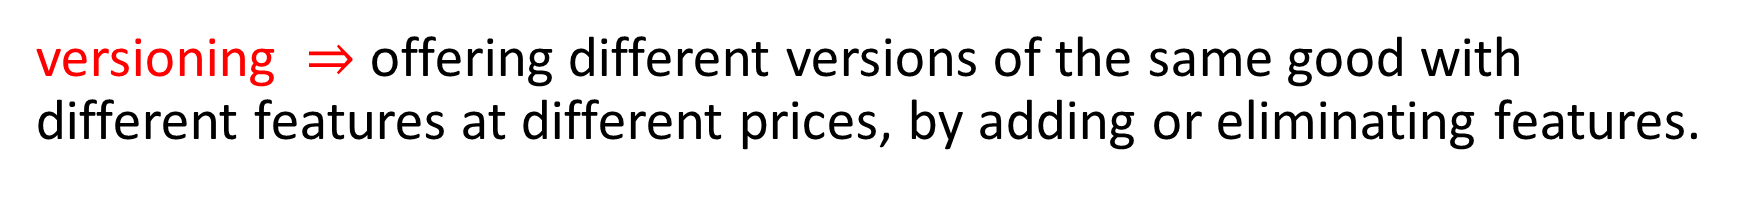 versioning ⇒ offering different versions of the same good with
different features at different prices, by adding or eliminating features.